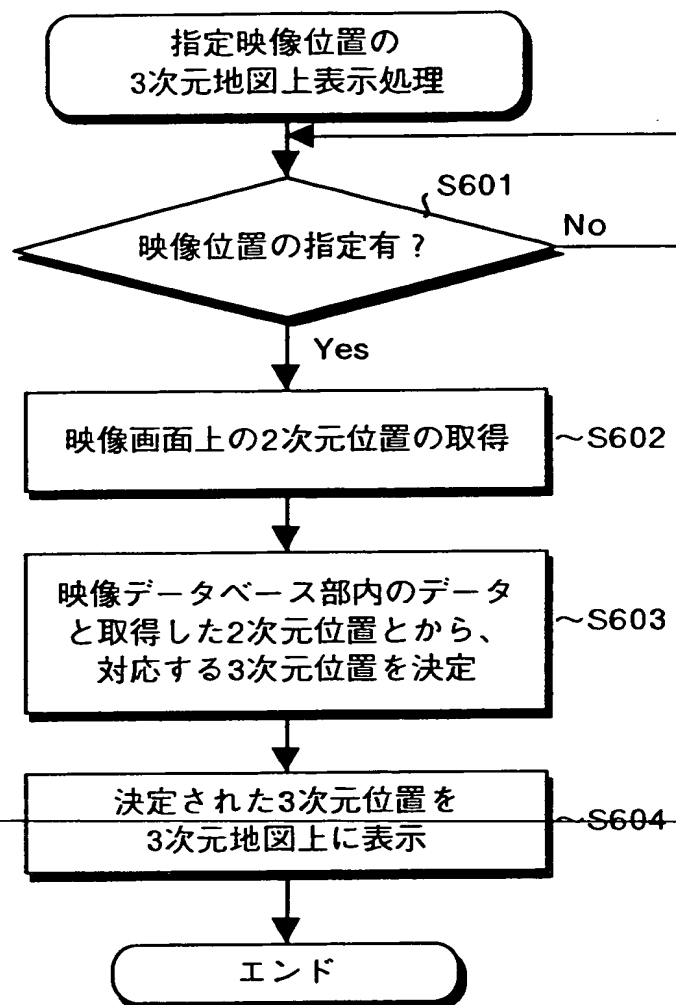 指定映像位置の
3次元地図上表示処理
S601
映像位置の指定有？
No
Yes
映像画面上の2次元位置の取得
～S602
映像データベース部内のデータ
と取得した2次元位置とから、
対応する3次元位置を決定
～S603
決定された3次元位置を
3次元地図上に表示
～S604
エンド